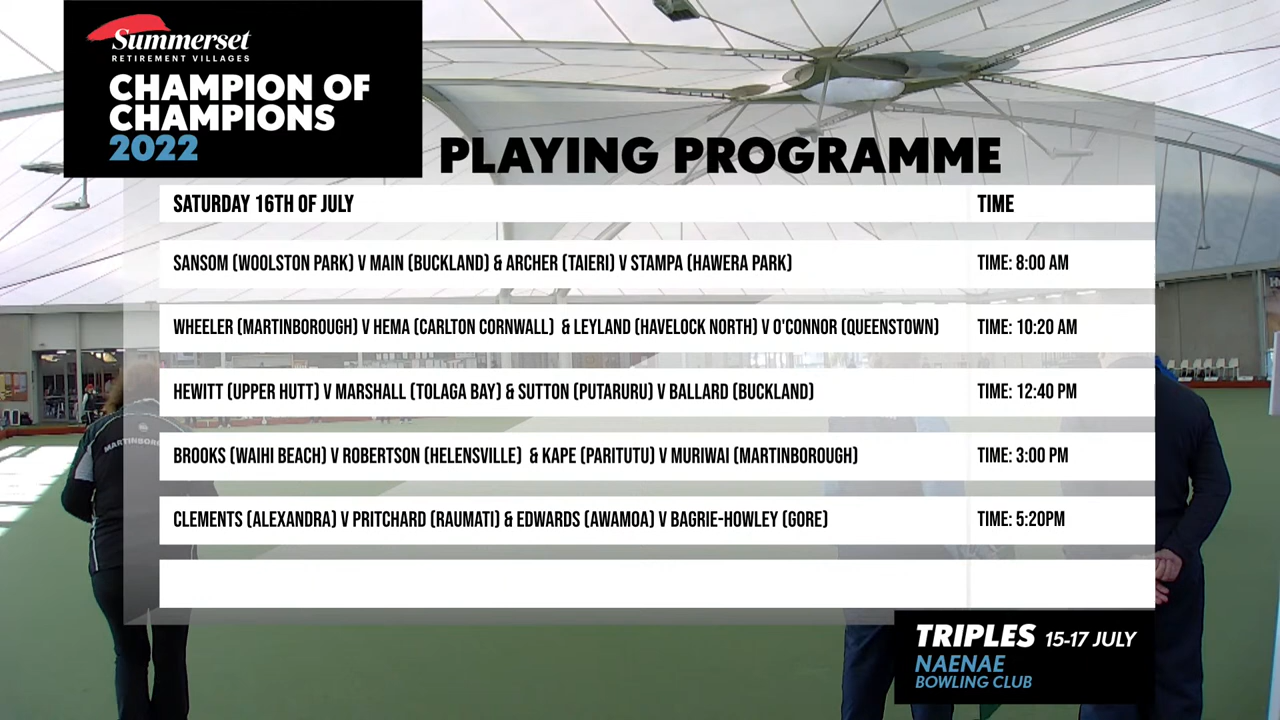 Summerset
RETIREMENT VILLAGES
CHAMPION OF
CHAMPIONS
2022
PLAYING PROGRAMME
SATURDAY 16TH OF JULY TIME
SANSOM (WOOLSTON PARK) V MAIN (BUCKLAND) & ARCHER (TAIERI) V STAMPA (HAWERA PARK) TIME: 8:00 AM
WHEELER (MARTINBOROUGH) V HEMA (CARLTON CORNWALL) & LEYLAND (HAVELOCK NORTH) V O'CONNOR (QUEENSTOWN) TIME: 10:20 AM
HEWITT (UPPER HUTT) V MARSHALL (TOLAGA BAY) & SUTTON (PUTARURU) V BALLARD (BUCKLAND) TIME: 12:40 PM
BROOKS (WAIHI BEACH) V ROBERTSON (HELENSVILLE) & KAPE (PARITUTU) V MURIWAI (MARTINBOROUGH) TIME: 3:00 PM
CLEMENTS (ALEXANDRA) V PRITCHARD (RAUMATI) & EDWARDS (AWAMOA) V BAGRIE-HOWLEY (GORE) TIME: 5:20PM
TRIPLES 15-17 JULY
NAENAE
BOWLING CLUB